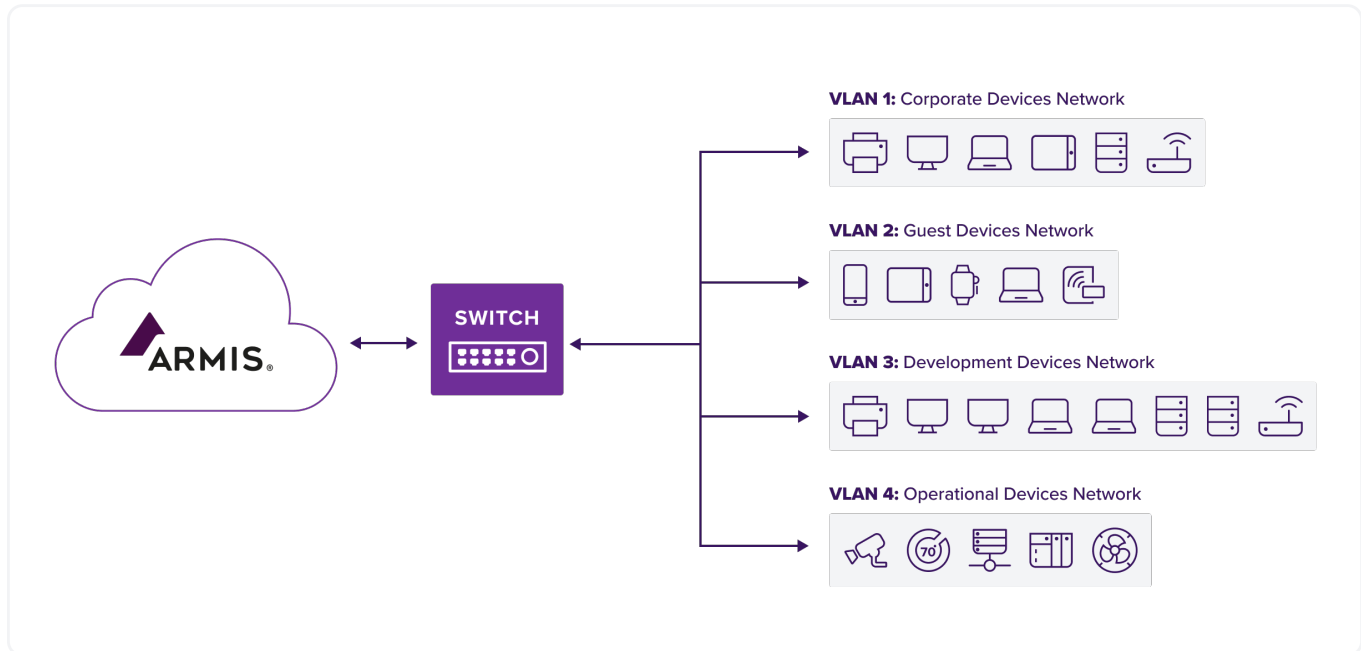 VLAN 1: Corporate Devices Network
VLAN 2: Guest Devices Network
SWITCH
ARMIS®
VLAN 3: Development Devices Network
VLAN 4: Operational Devices Network
70°